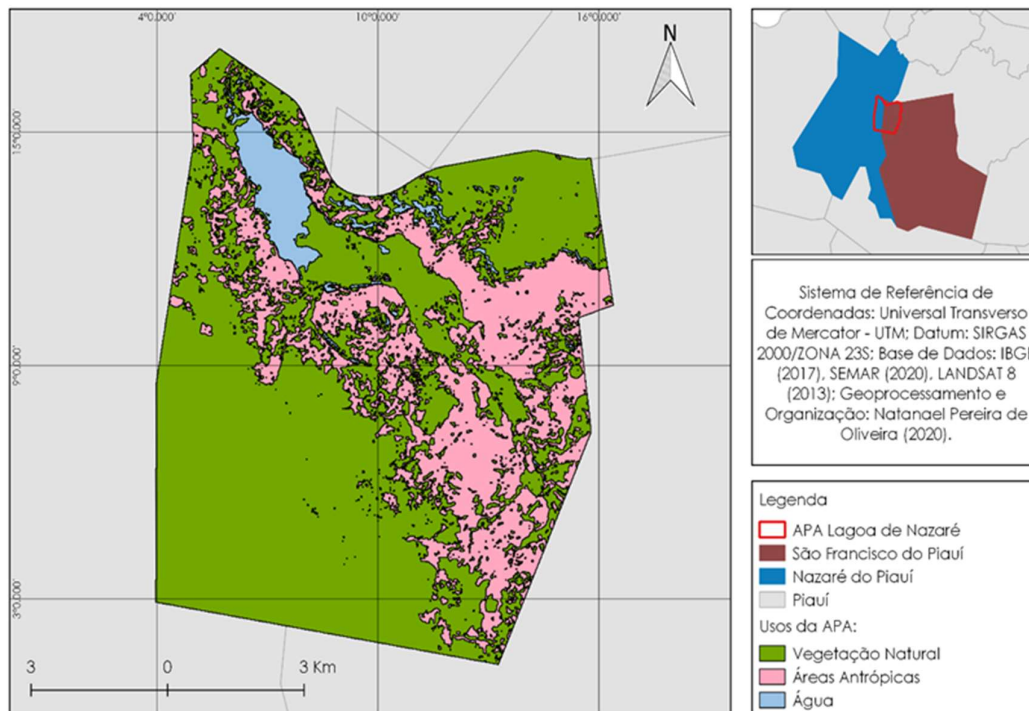 4°0.000' 10°0.000' 16°0.000'
N
15°0.000'
9°0.000'
3°0.000'
3 0 3 Km
Sistema de Referência de
Coordenadas: Universal Transverso
de Mercator - UTM; Datum: SIRGAS
2000/ZONA 23S; Base de Dados: IBGE
(2017), SEMAR (2020), LANDSAT 8
(2013); Geoprocessamento e
Organização: Natanael Pereira de
Oliveira (2020).
Legenda
APA Lagoa de Nazaré
São Francisco do Piauí
Nazaré do Piauí
Piauí
Usos da APA:
Vegetação Natural
Áreas Antrópicas
Água